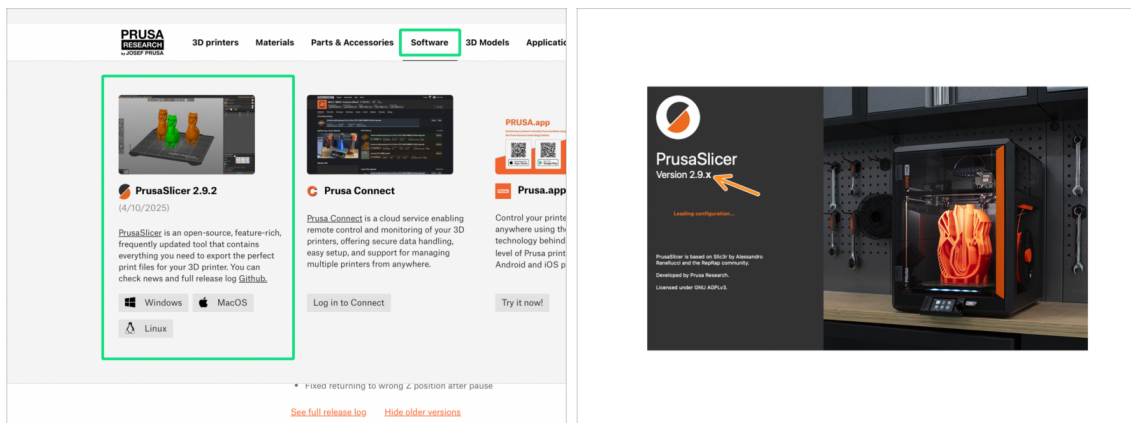 PRUSA
RESEARCH
by JOSEF PRUSA
3D printers
Materials
Parts & Accessories
Software
3D Models
PrusaSlicer 2.9.2
(4/10/2025)
PrusaSlicer is an open-source, feature-rich,
frequently updated tool that contains
everything you need to export the perfect
print files for your 3D printer. You can
check news and full release log Github.
Windows
MacOS
Linux
Prusa Connect
Prusa Connect is a cloud service enabling
remote control and monitoring of your 3D
printers, offering secure data handling,
easy setup, and support for managing
multiple printers from anywhere.
Log in to Connect
PRUSA.app
Prusa.app
Control your printe
anywhere using th
technology behind
level of Prusa print
Android and iOS p
Try it now!
Fixed returning to wrong Z position after pause
See full release log
Hide older versions
PrusaSlicer
Version 2.9.x
Loading configuration...
PrusaSlicer is based on Slic3r by Alessandro
Ranellucci and the RepRap community.
Developed by Prusa Research.
Licensed under GNU AGPLv3.